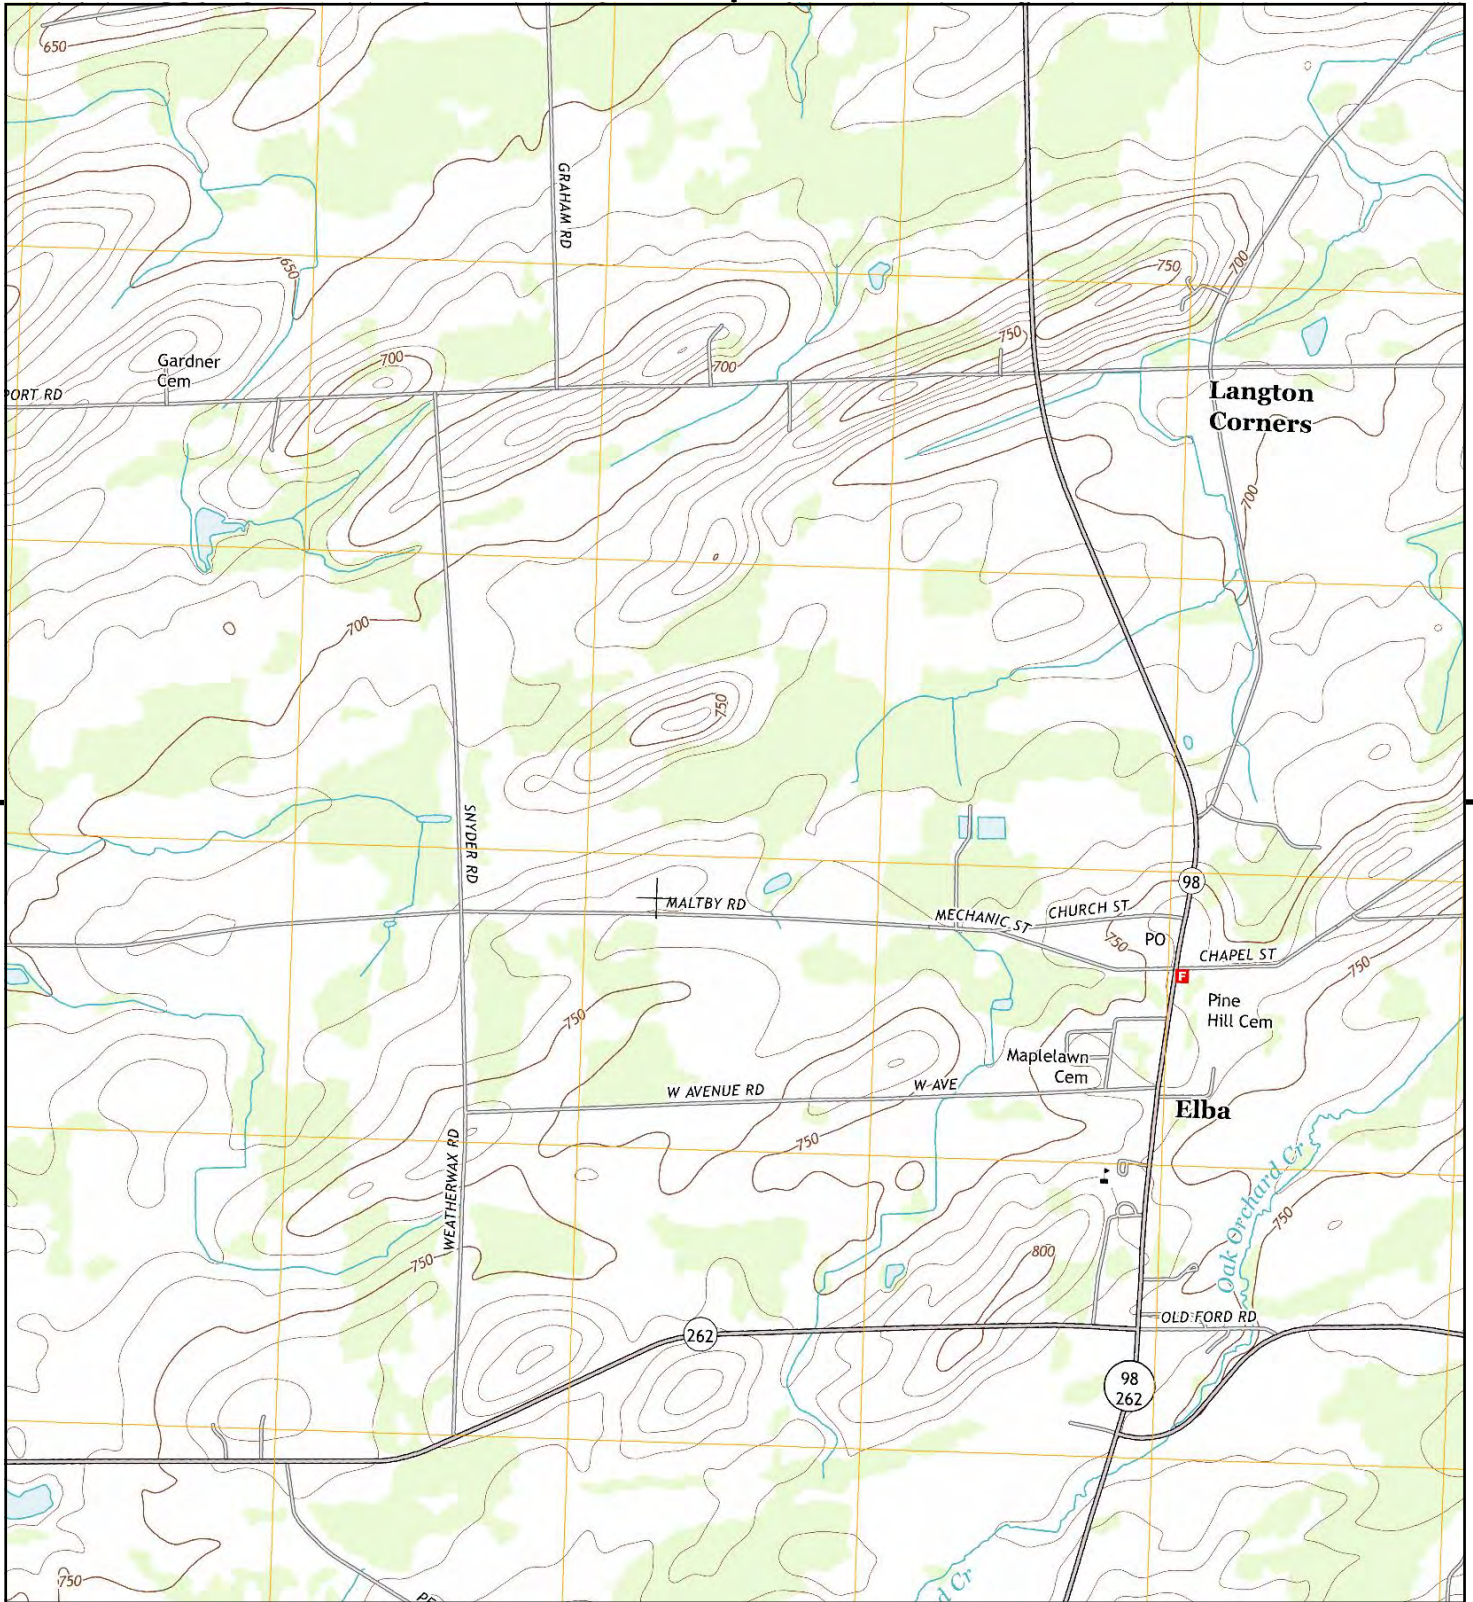 650
GRAHAM RD
650
750
700
750
Gardner
Cem
700
700
PORT RD
Langton
Corners
700
700
750
SNYDER RD
98
MALTBY RD
MECHANIC ST
CHURCH ST
750
PO
CHAPEL ST
750
F
Pine
Hill Cem
750
Maplelawn
Cem
W AVENUE RD
W AVE
Elba
750
WEATHERWAX RD
Oak Orchard Cr
750
800
750
OLD FORD RD
262
98
262
750
d Cr